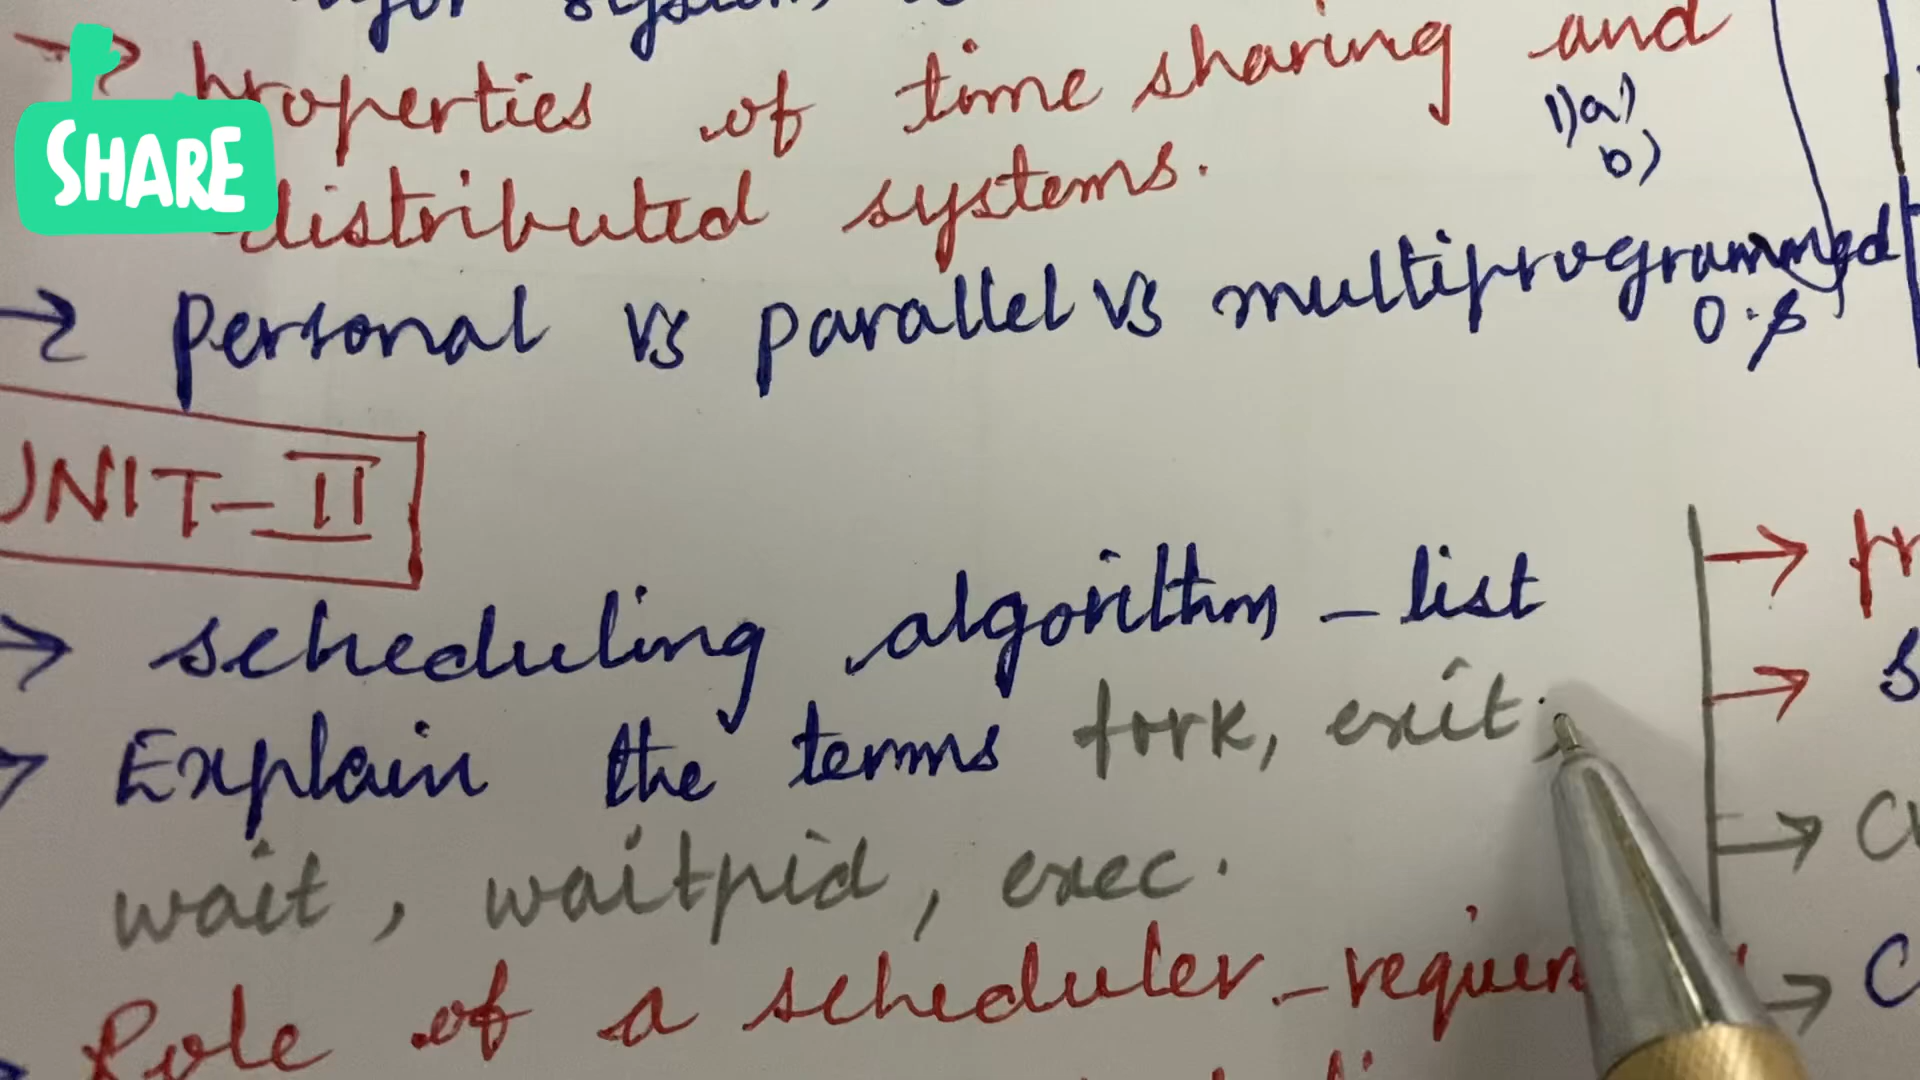 system,
→ properties of time sharing and
1) a)
b)
SHARE
distributed systems.
→ Personal vs parallel vs multiprogrammed
O.S
UNIT-II
→ scheduling algorithm - list
→ Explain the terms fork, exit,
wait, waitpid, exec.
Role of a scheduler -